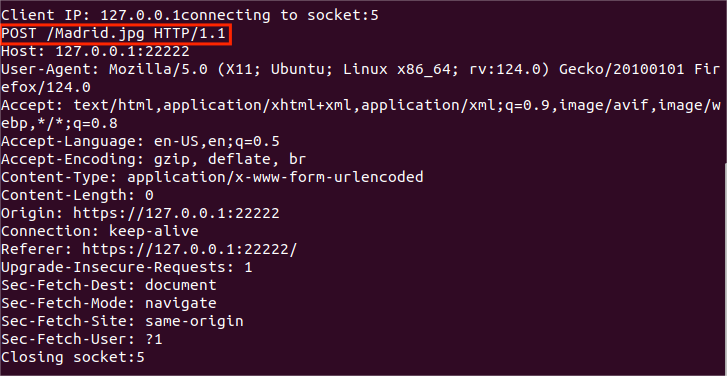 Client IP: 127.0.0.1connecting to socket:5
POST /Madrid.jpg HTTP/1.1
Host: 127.0.0.1:22222
User-Agent: Mozilla/5.0 (X11; Ubuntu; Linux x86_64; rv:124.0) Gecko/20100101 Fir
efox/124.0
Accept: text/html,application/xhtml+xml,application/xml;q=0.9,image/avif,image/w
ebp,*/*;q=0.8
Accept-Language: en-US,en;q=0.5
Accept-Encoding: gzip, deflate, br
Content-Type: application/x-www-form-urlencoded
Content-Length: 0
Origin: https://127.0.0.1:22222
Connection: keep-alive
Referer: https://127.0.0.1:22222/
Upgrade-Insecure-Requests: 1
Sec-Fetch-Dest: document
Sec-Fetch-Mode: navigate
Sec-Fetch-Site: same-origin
Sec-Fetch-User: ?1
Closing socket:5